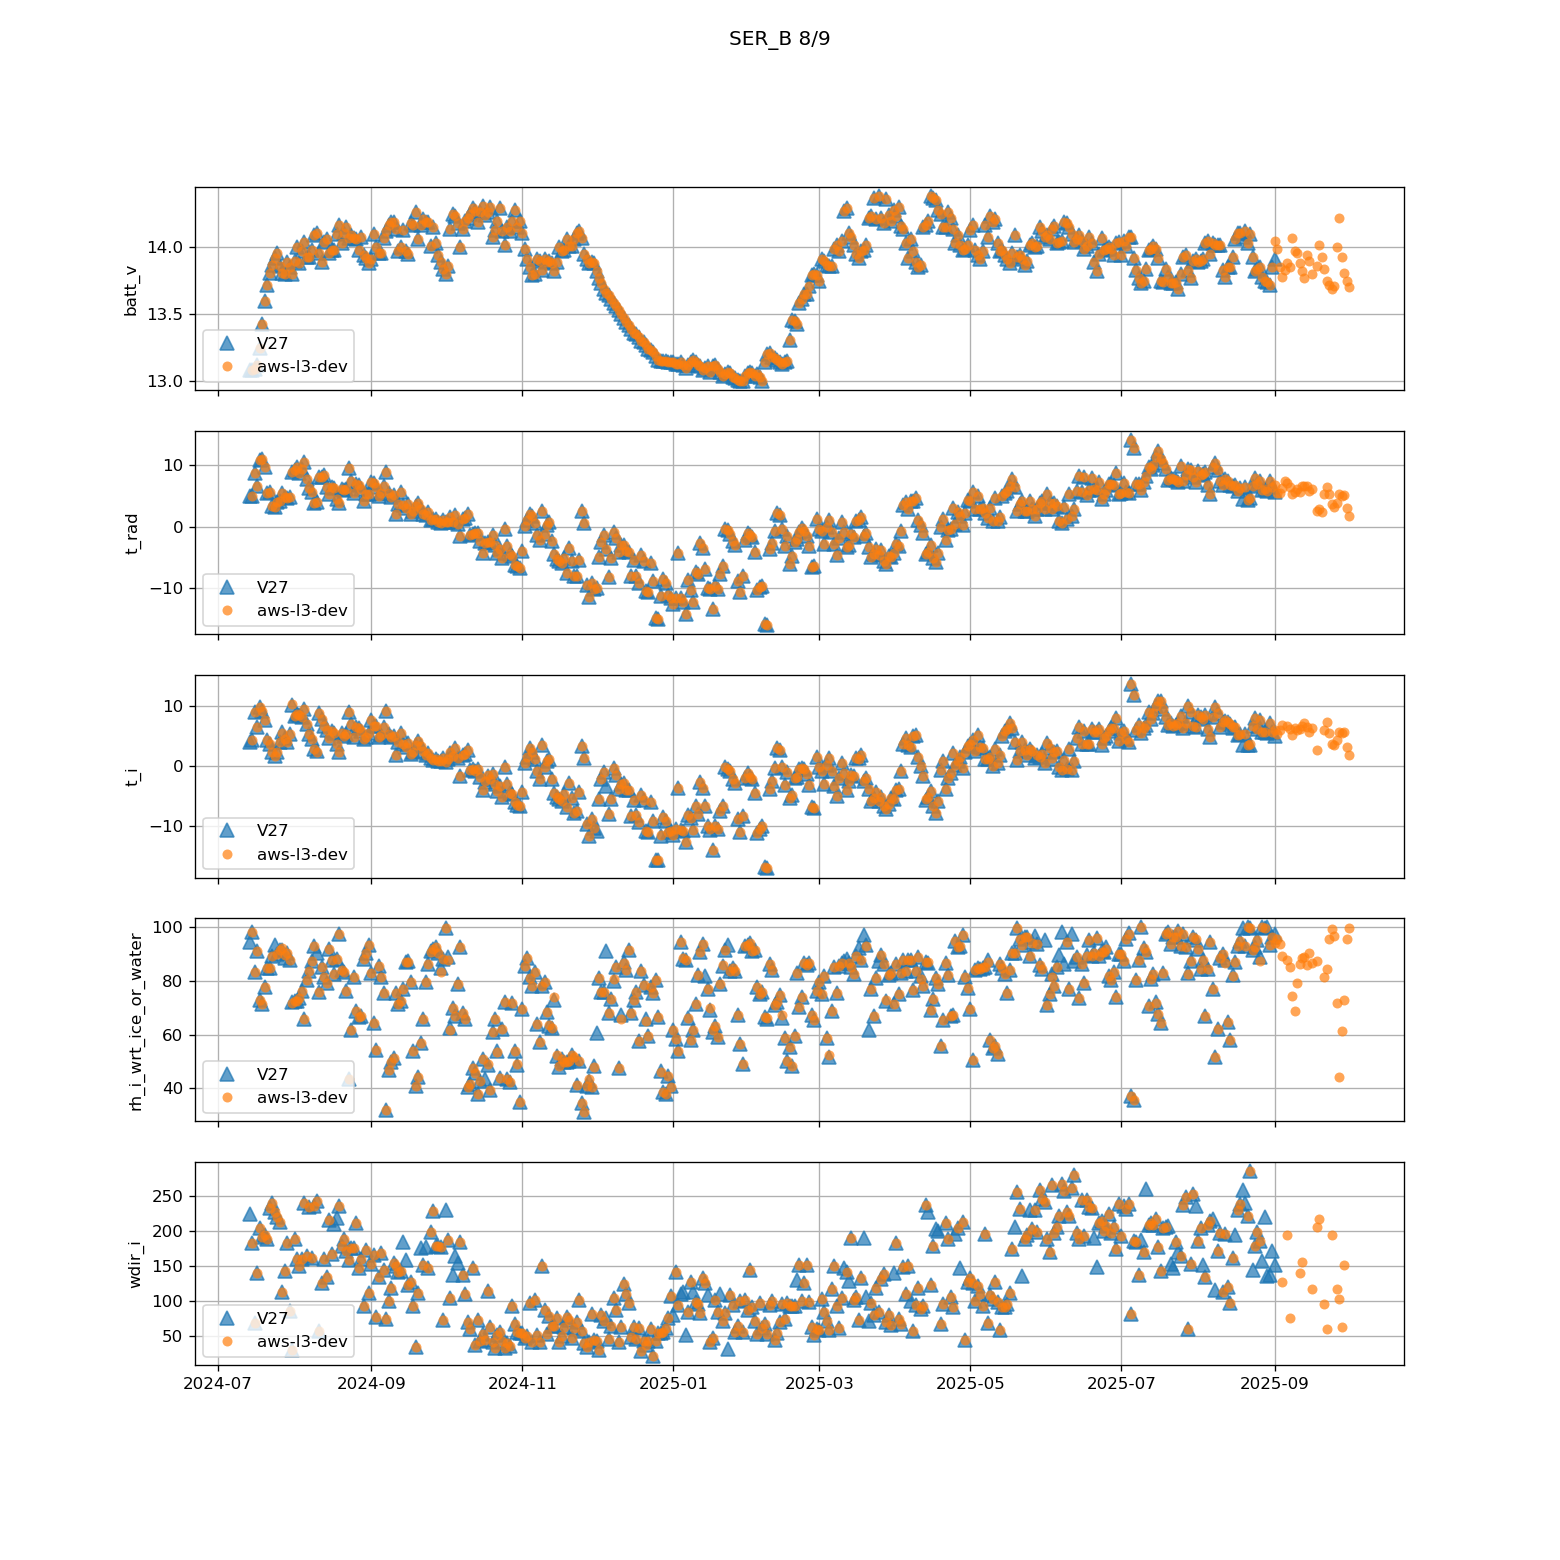 SER_B 8/9
14.0
13.5
13.0
batt_v
V27
aws-l3-dev
10
0
−10
t_rad
V27
aws-l3-dev
10
0
−10
t_i
V27
aws-l3-dev
100
80
60
40
rh_i_wrt_ice_or_water
V27
aws-l3-dev
250
200
150
100
50
wdir_i
V27
aws-l3-dev
2024-07 2024-09 2024-11 2025-01 2025-03 2025-05 2025-07 2025-09